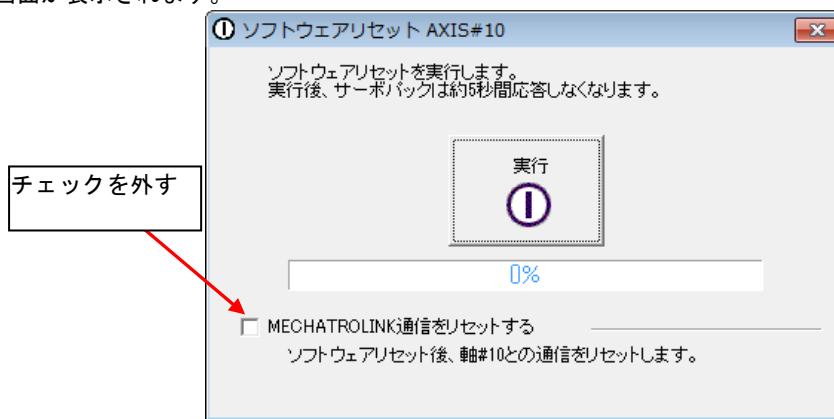 画面が表示されます。
ソフトウェアリセット AXIS#10
ソフトウェアリセットを実行します。
実行後、サーボパックは約5秒間応答しなくなります。
実行
チェックを外す
0%
MECHATROLINK通信をリセットする
ソフトウェアリセット後、軸#10との通信をリセットします。